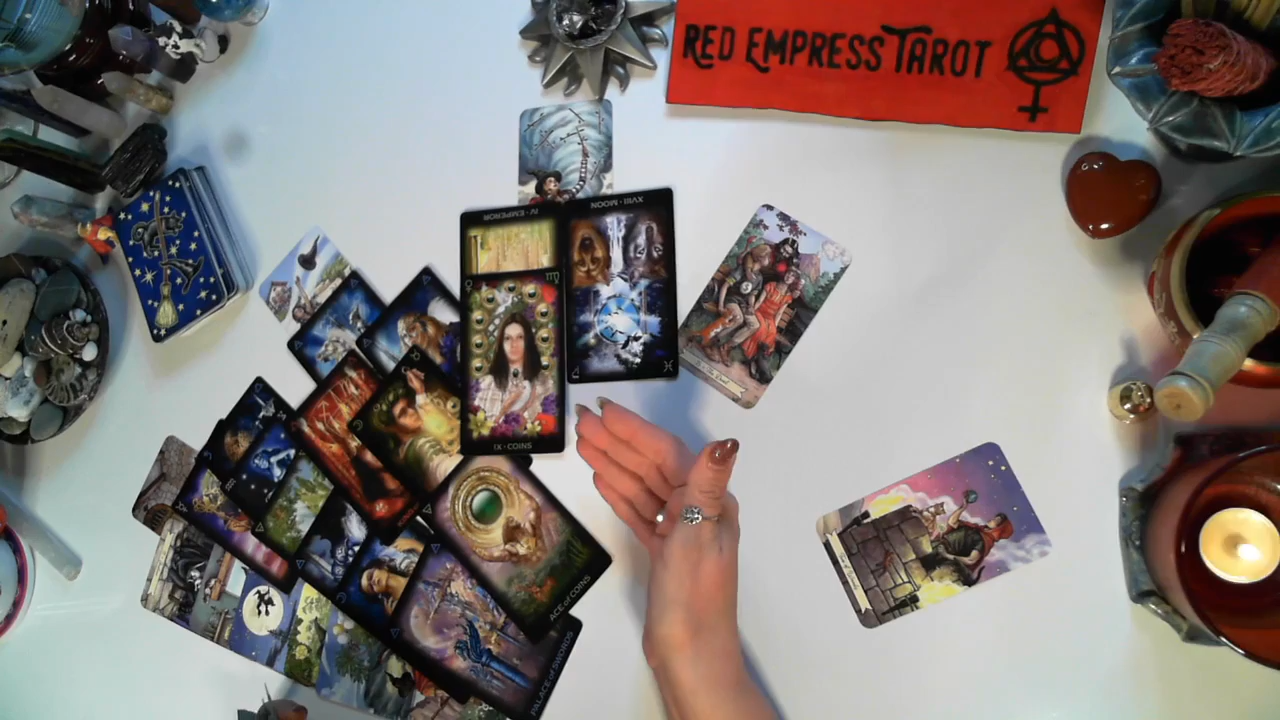 RED EMPRESS TAROT
IV · EMPEROR
XVIII · MOON
IX · COINS
ACE of COINS
PALACE of SWORDS